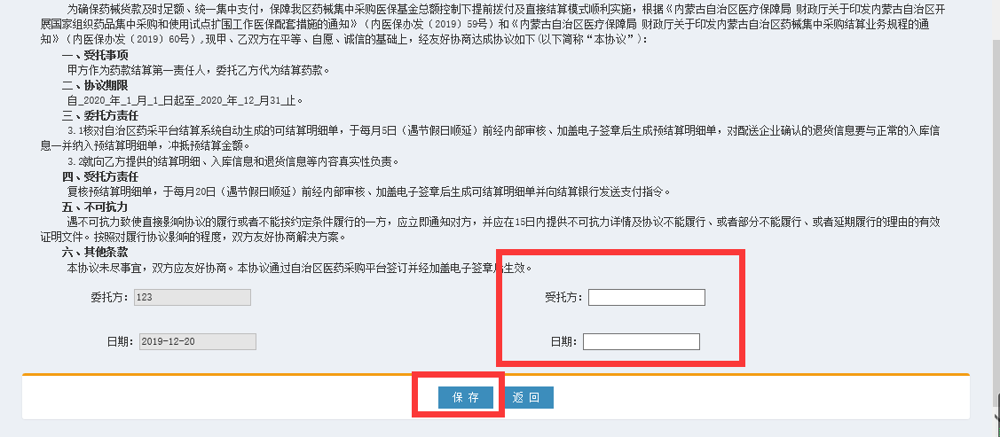 为确保药械货款及时足额、统一集中支付，保障我区药械集中采购医保基金总额控制下提前拨付及直接结算模式顺利实施，根据《内蒙古自治区医疗保障局 财政厅关于印发内蒙古自治区开
展国家组织药品集中采购和使用试点扩围工作医保配套措施的通知》（内医保办发〔2019〕59号）和《内蒙古自治区医疗保障局 财政厅关于印发内蒙古自治区药械集中采购结算业务规程的通
知》（内医保办发〔2019〕60号）,现甲、乙双方在平等、自愿、诚信的基础上，经友好协商达成协议如下(以下简称“本协议”)：
一、受托事项
甲方作为药款结算第一责任人，委托乙方代为结算药款。
二、协议期限
自_2020_年_1_月_1_日起至_2020_年_12_月31_止。
三、委托方责任
3.1核对自治区药采平台结算系统自动生成的可结算明细单，于每月5日（遇节假日顺延）前经内部审核、加盖电子签章后生成预结算明细单，对配送企业确认的退货信息要与正常的入库信
息一并纳入预结算明细单，冲抵预结算金额。
3.2就向乙方提供的结算明细、入库信息和退货信息等内容真实性负责。
四、受托方责任
复核预结算明细单，于每月20日（遇节假日顺延）前经内部审核、加盖电子签章后生成可结算明细单并向结算银行发送支付指令。
五、不可抗力
遇不可抗力致使直接影响协议的履行或者不能按约定条件履行的一方，应立即通知对方，并应在15日内提供不可抗力详情及协议不能履行、或者部分不能履行、或者延期履行的理由的有效
证明文件。按照对履行协议影响的程度，双方友好协商解决方案。
六、其他条款
本协议未尽事宜，双方应友好协商。本协议通过自治区医药采购平台签订并经加盖电子签章后生效。
委托方：123 受托方：
日期：2019-12-20 日期：
保 存 返 回